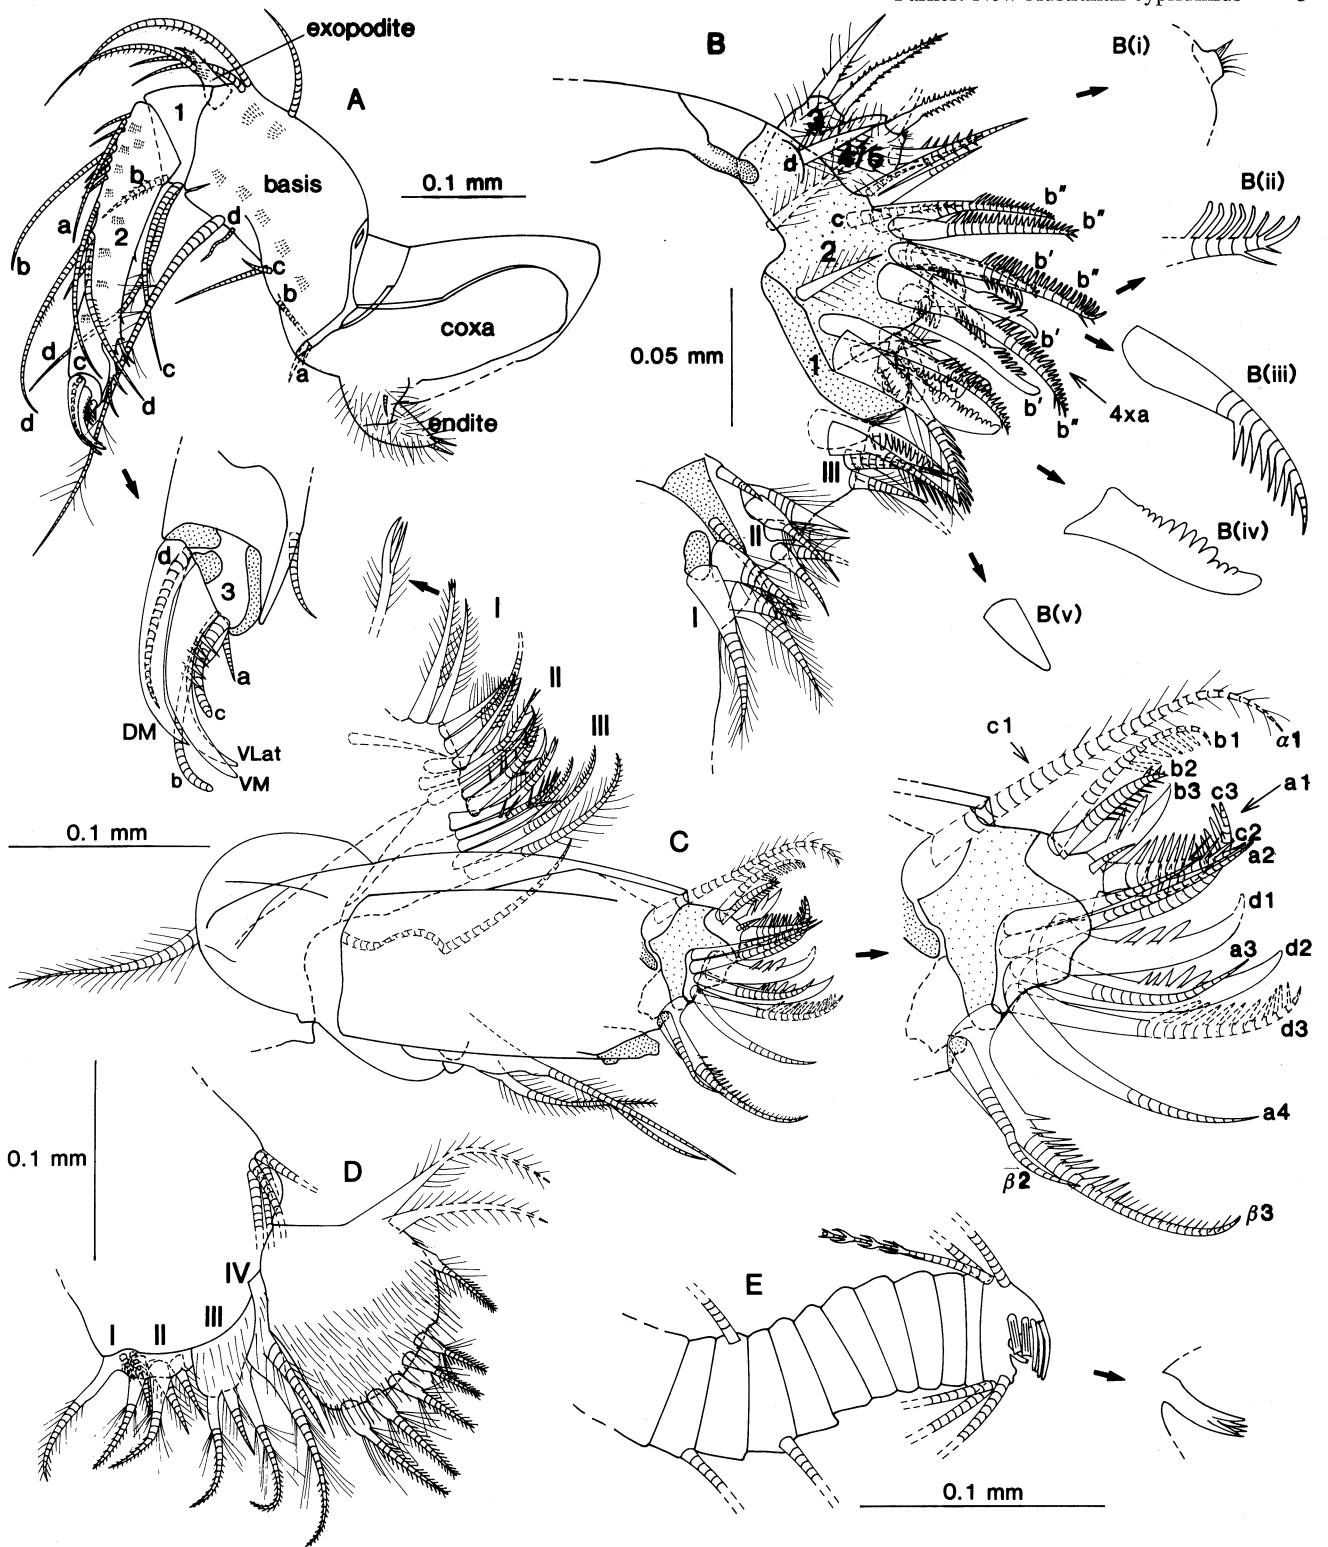 exopodite
A
1
basis
0.1 mm
b
a
2
d
b
c
b
coxa
d
c
a
c
d
d
endite
B
B(i)
3
4/5
d
B(ii)
b"
c
b"
2
b'
b"
0.05 mm
b'
B(iii)
1
b'
4xa
b"
III
II
B(iv)
I
B(v)
d
3
a
c
DM
VLat
b
VM
I
II
III
0.1 mm
C
c1
α1
b1
b2
b3
c3
a1
c2
a2
d1
a3
d2
d3
a4
β2
β3
0.1 mm
D
IV
III
I
II
E
0.1 mm